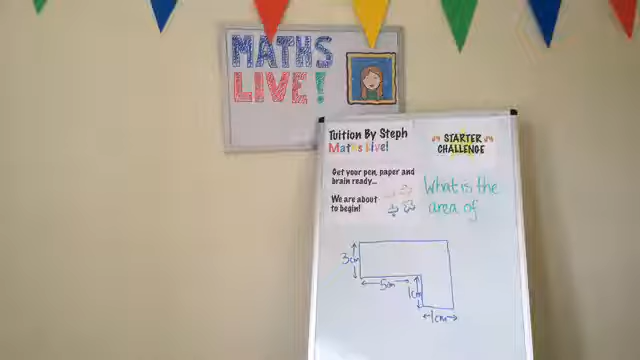 MATHS
LIVE!
Tuition By Steph
Maths Live!
STARTER
CHALLENGE
Get your pen, paper and
brain ready...
We are about
to begin!
What is the
area of
3cm
5cm
1cm
1cm